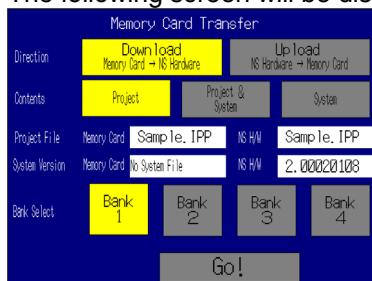 The following screen will be dis
Memory Card Transfer
Direction
Download
Memory Card → NS Hardware
Upload
NS Hardware → Memory Card
Contents
Project
Project &
System
System
Project File
Memory Card
Sample.IPP
NS H/W
Sample.IPP
System Version
Memory Card
No System File
NS H/W
2.00020108
Bank Select
Bank
1
Bank
2
Bank
3
Bank
4
Go!